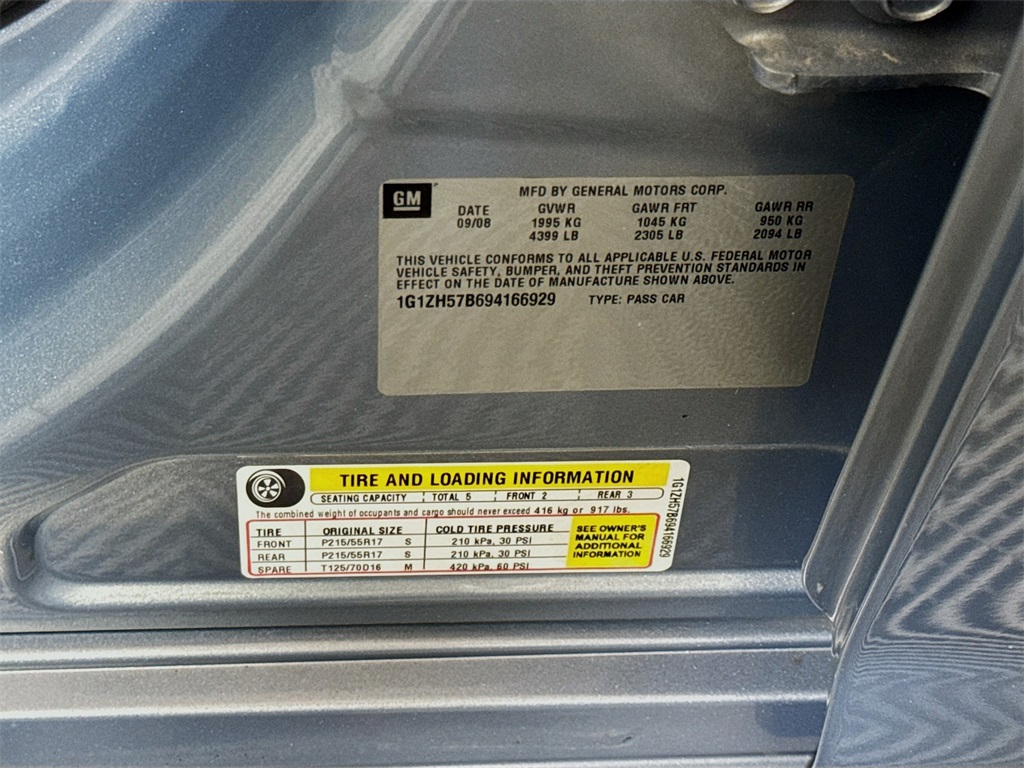 GM
MFD BY GENERAL MOTORS CORP.
DATE GVWR GAWR FRT GAWR RR
09/08 1995 KG 1045 KG 950 KG
4399 LB 2305 LB 2094 LB
THIS VEHICLE CONFORMS TO ALL APPLICABLE U.S. FEDERAL MOTOR
VEHICLE SAFETY, BUMPER, AND THEFT PREVENTION STANDARDS IN
EFFECT ON THE DATE OF MANUFACTURE SHOWN ABOVE.
1G1ZH57B694166929 TYPE: PASS CAR
TIRE AND LOADING INFORMATION
SEATING CAPACITY TOTAL 5 FRONT 2 REAR 3
The combined weight of occupants and cargo should never exceed 416 kg or 917 lbs.
TIRE ORIGINAL SIZE COLD TIRE PRESSURE
FRONT P215/55R17 S 210 kPa, 30 PSI
REAR P215/55R17 S 210 kPa, 30 PSI
SPARE T125/70D16 M 420 kPa, 60 PSI
SEE OWNER'S
MANUAL FOR
ADDITIONAL
INFORMATION
1G1ZH57B694166929